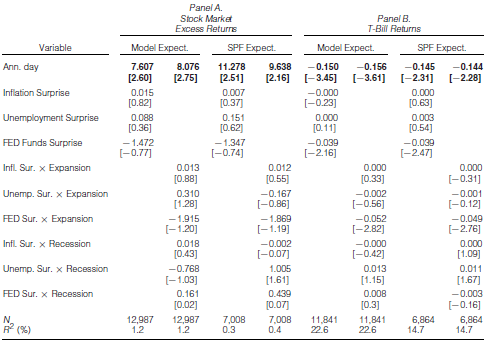 Panel A.
Stock Market
Excess Returns
Panel B.
T-Bill Returns
Variable Model Expect. SPF Expect. Model Expect. SPF Expect.
Ann. day 7.607 8.076 11.278 9.638 −0.150 −0.156 −0.145 −0.144
[2.60] [2.75] [2.51] [2.16] [−3.45] [−3.61] [−2.31] [−2.28]
Inflation Surprise 0.015 0.007 −0.000 0.000
[0.82] [0.37] [−0.23] [0.63]
Unemployment Surprise 0.088 0.151 0.000 0.003
[0.36] [0.62] [0.11] [0.54]
FED Funds Surprise −1.472 −1.347 −0.039 −0.039
[−0.77] [−0.74] [−2.16] [−2.47]
Infl. Sur. × Expansion 0.013 0.012 0.000 0.000
[0.88] [0.55] [0.33] [−0.31]
Unemp. Sur. × Expansion 0.310 −0.167 −0.002 −0.001
[1.28] [−0.86] [−0.56] [−0.12]
FED Sur. × Expansion −1.915 −1.869 −0.052 −0.049
[−1.20] [−1.19] [−2.82] [−2.76]
Infl. Sur. × Recession 0.018 −0.002 −0.000 0.000
[0.43] [−0.07] [−0.42] [1.09]
Unemp. Sur. × Recession −0.768 1.005 0.013 0.011
[−1.03] [1.61] [1.15] [1.67]
FED Sur. × Recession 0.161 0.439 0.008 −0.003
[0.02] [0.07] [0.3] [−0.16]
N 12,987 12,987 7,008 7,008 11,841 11,841 6,864 6,864
R² (%) 1.2 1.2 0.3 0.4 22.6 22.6 14.7 14.7